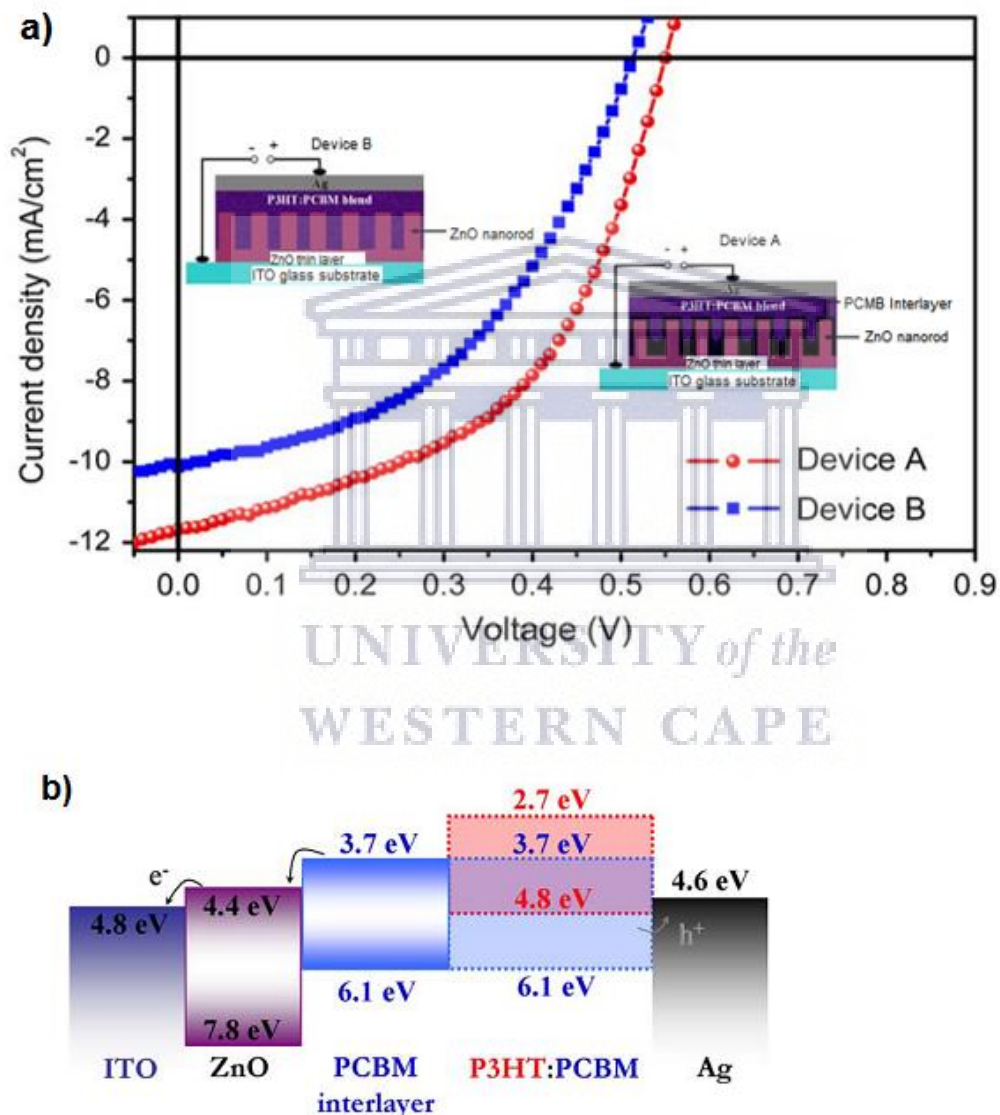 a)
0
-2
-4
-6
-8
-10
-12
Current density (mA/cm²)
- +
Device B
Ag
P3HT:PCBM blend
ZnO nanorod
ZnO thin layer
ITO glass substrate
- +
Device A
P3HT:PCBM blend
PCMB Interlayer
ZnO nanorod
ZnO thin layer
ITO glass substrate
Device A
Device B
0.0 0.1 0.2 0.3 0.4 0.5 0.6 0.7 0.8 0.9
Voltage (V)
UNIVERSITY of the
WESTERN CAPE
b)
2.7 eV
3.7 eV 3.7 eV
e⁻ 4.4 eV 4.8 eV 4.6 eV
4.8 eV
h⁺
6.1 eV 6.1 eV
7.8 eV
ITO ZnO PCBM P3HT:PCBM Ag
interlayer